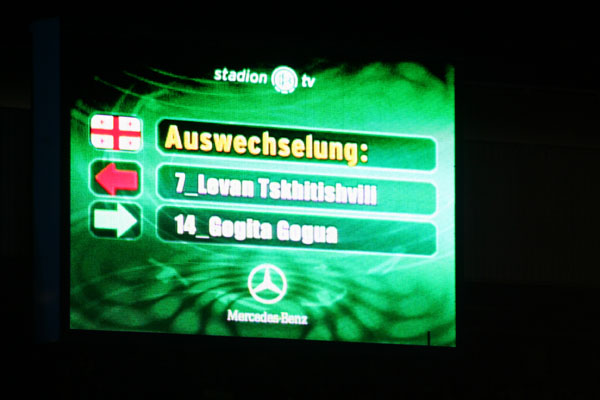 stadion tv
Auswechselung:
7_Levan Tskhitishvili
14_Gogita Gogua
Mercedes-Benz